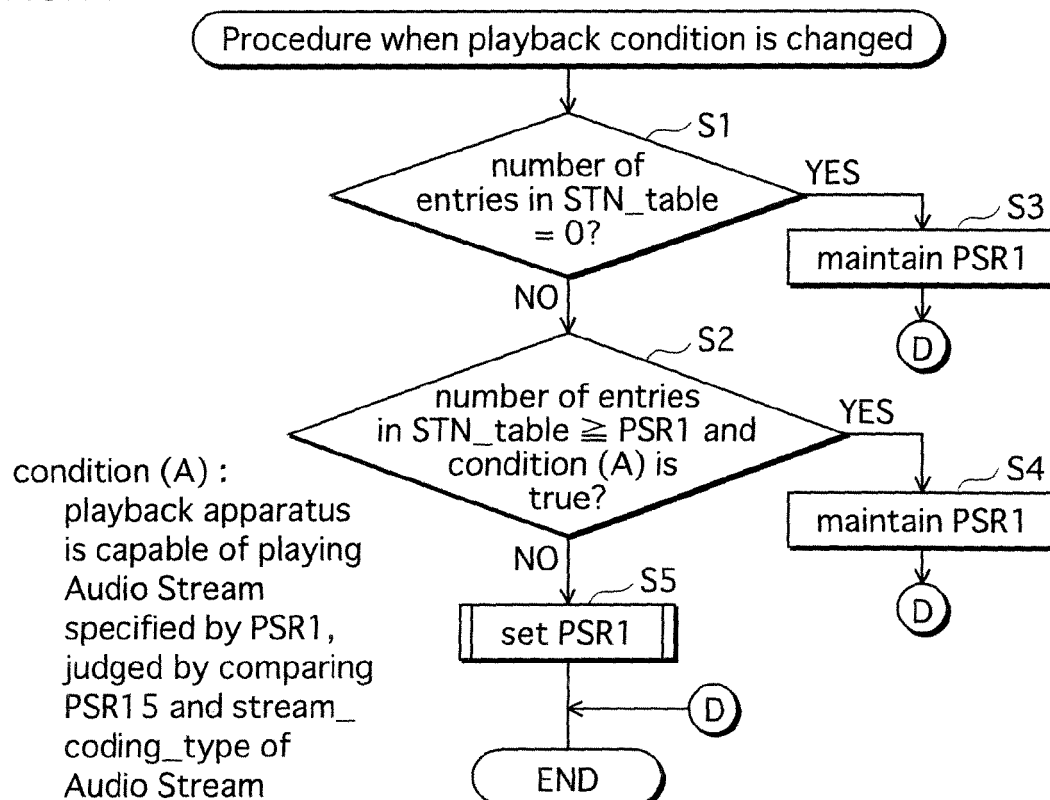 Procedure when playback condition is changed
S1
number of
entries in STN_table
= 0?
YES
S3
maintain PSR1
D
NO
S2
number of entries
in STN_table ≧ PSR1 and
condition (A) is
true?
YES
S4
maintain PSR1
D
NO
S5
set PSR1
D
END
condition (A) :
playback apparatus
is capable of playing
Audio Stream
specified by PSR1,
judged by comparing
PSR15 and stream_
coding_type of
Audio Stream